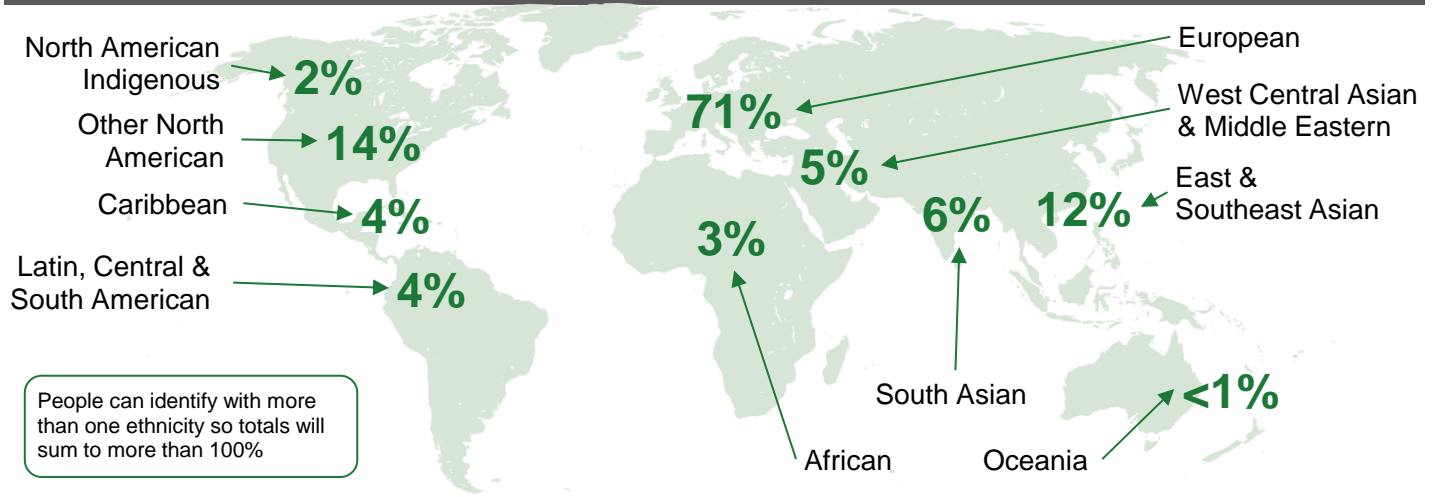 North American
Indigenous
2%
Other North
American
14%
Caribbean
4%
Latin, Central &
South American
4%
People can identify with more
than one ethnicity so totals will
sum to more than 100%
European
71%
West Central Asian
& Middle Eastern
5%
East &
Southeast Asian
12%
6%
South Asian
3%
African
<1%
Oceania